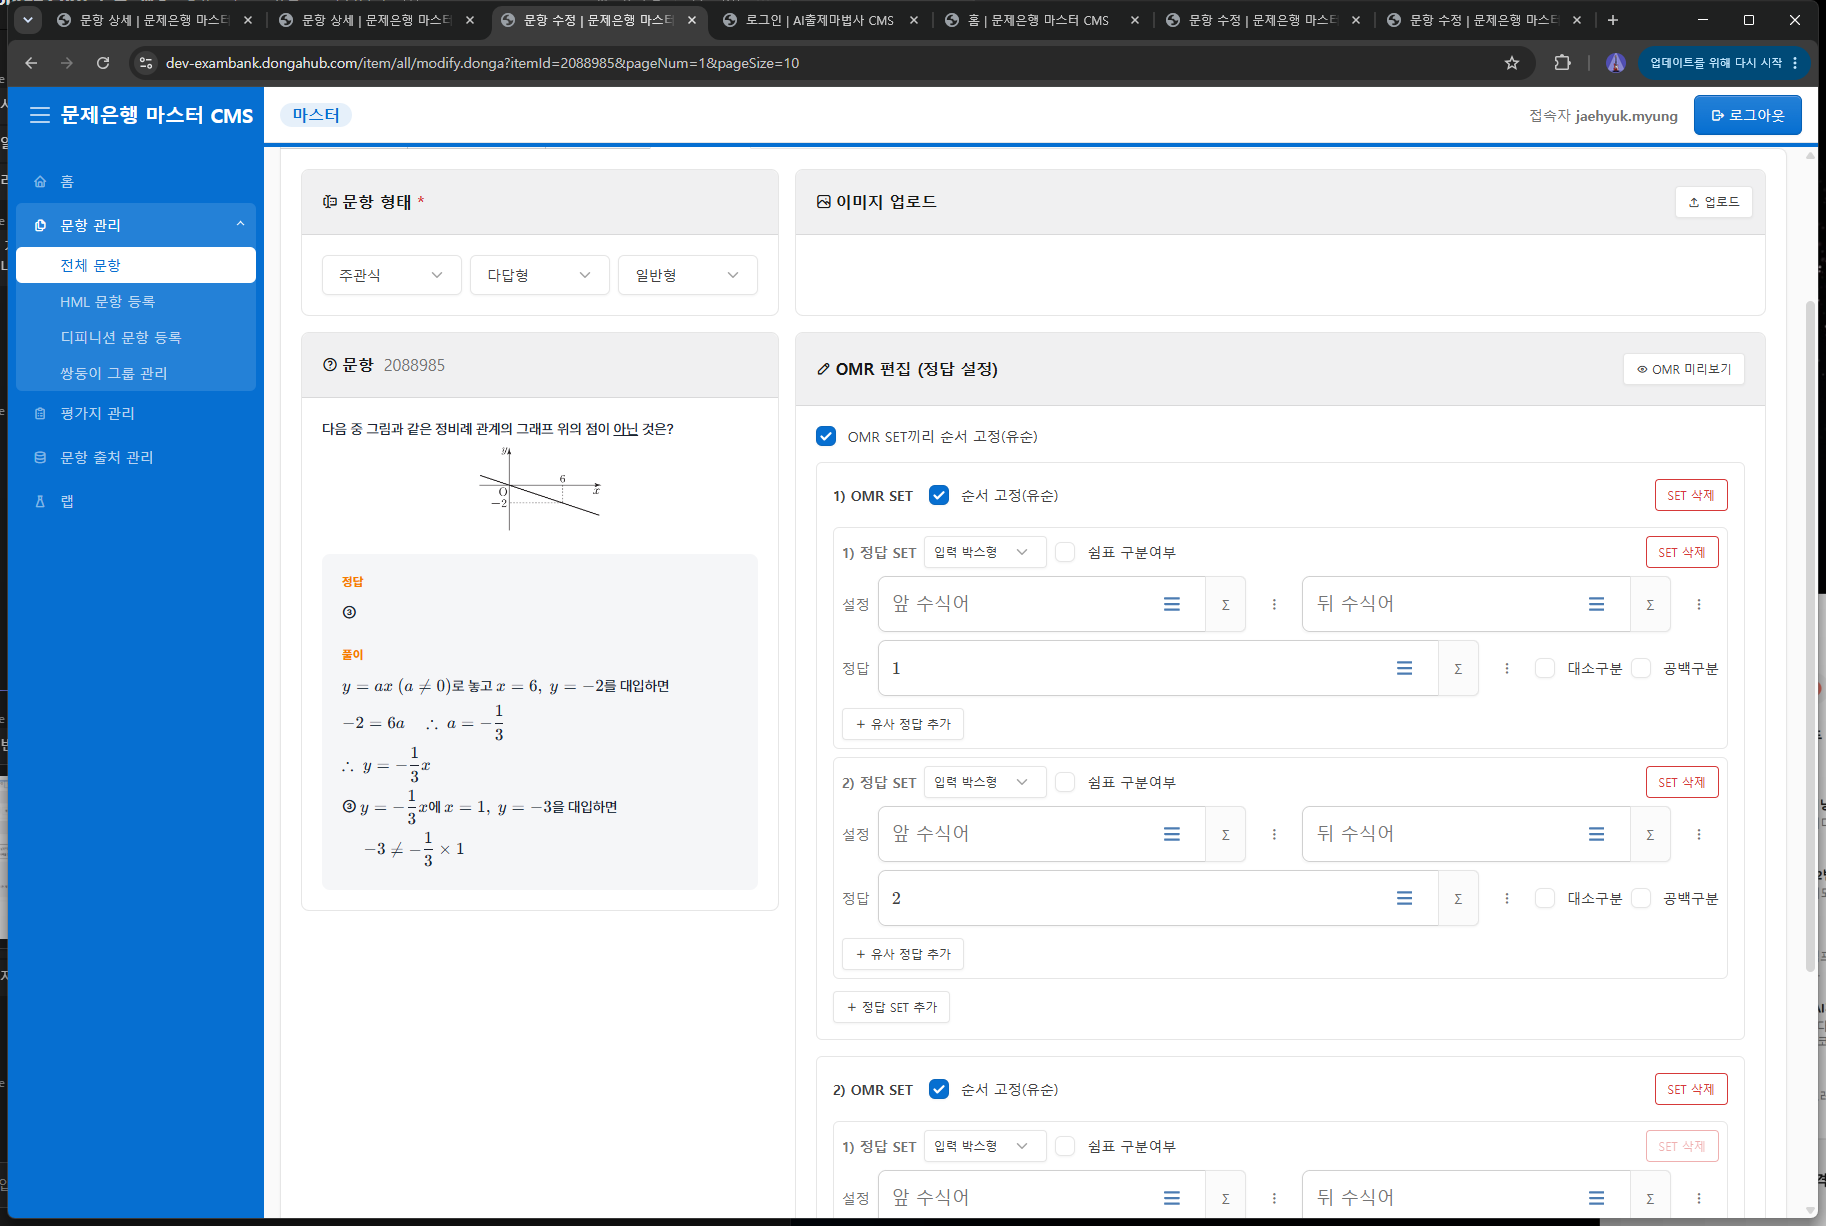 문항 상세 | 문제은행 마스터
문항 상세 | 문제은행 마스터
문항 수정 | 문제은행 마스터
로그인 | AI출제마법사 CMS
홈 | 문제은행 마스터 CMS
문항 수정 | 문제은행 마스터
문항 수정 | 문제은행 마스터
dev-exambank.dongahub.com/item/all/modify.donga?itemId=2088985&pageNum=1&pageSize=10
업데이트를 위해 다시 시작
문제은행 마스터 CMS
마스터
접속자 jaehyuk.myung
로그아웃
홈
문항 관리
전체 문항
HML 문항 등록
디피니션 문항 등록
쌍둥이 그룹 관리
평가지 관리
문항 출처 관리
랩
문항 형태 *
주관식
다답형
일반형
이미지 업로드
업로드
문항 2088985
다음 중 그림과 같은 정비례 관계의 그래프 위의 점이 아닌 것은?
y
6
O
x
−2
정답
③
풀이
y = ax (a ≠ 0)로 놓고 x = 6, y = −2를 대입하면
−2 = 6a ∴ a = −1/3
∴ y = −1/3x
③ y = −1/3x에 x = 1, y = −3을 대입하면
−3 ≠ −1/3 × 1
OMR 편집 (정답 설정)
OMR 미리보기
OMR SET끼리 순서 고정(유순)
1) OMR SET 순서 고정(유순) SET 삭제
1) 정답 SET 입력 박스형 쉼표 구분여부 SET 삭제
설정 앞 수식어 Σ 뒤 수식어 Σ
정답 1 Σ 대소구분 공백구분
+ 유사 정답 추가
2) 정답 SET 입력 박스형 쉼표 구분여부 SET 삭제
설정 앞 수식어 Σ 뒤 수식어 Σ
정답 2 Σ 대소구분 공백구분
+ 유사 정답 추가
+ 정답 SET 추가
2) OMR SET 순서 고정(유순) SET 삭제
1) 정답 SET 입력 박스형 쉼표 구분여부 SET 삭제
설정 앞 수식어 Σ 뒤 수식어 Σ